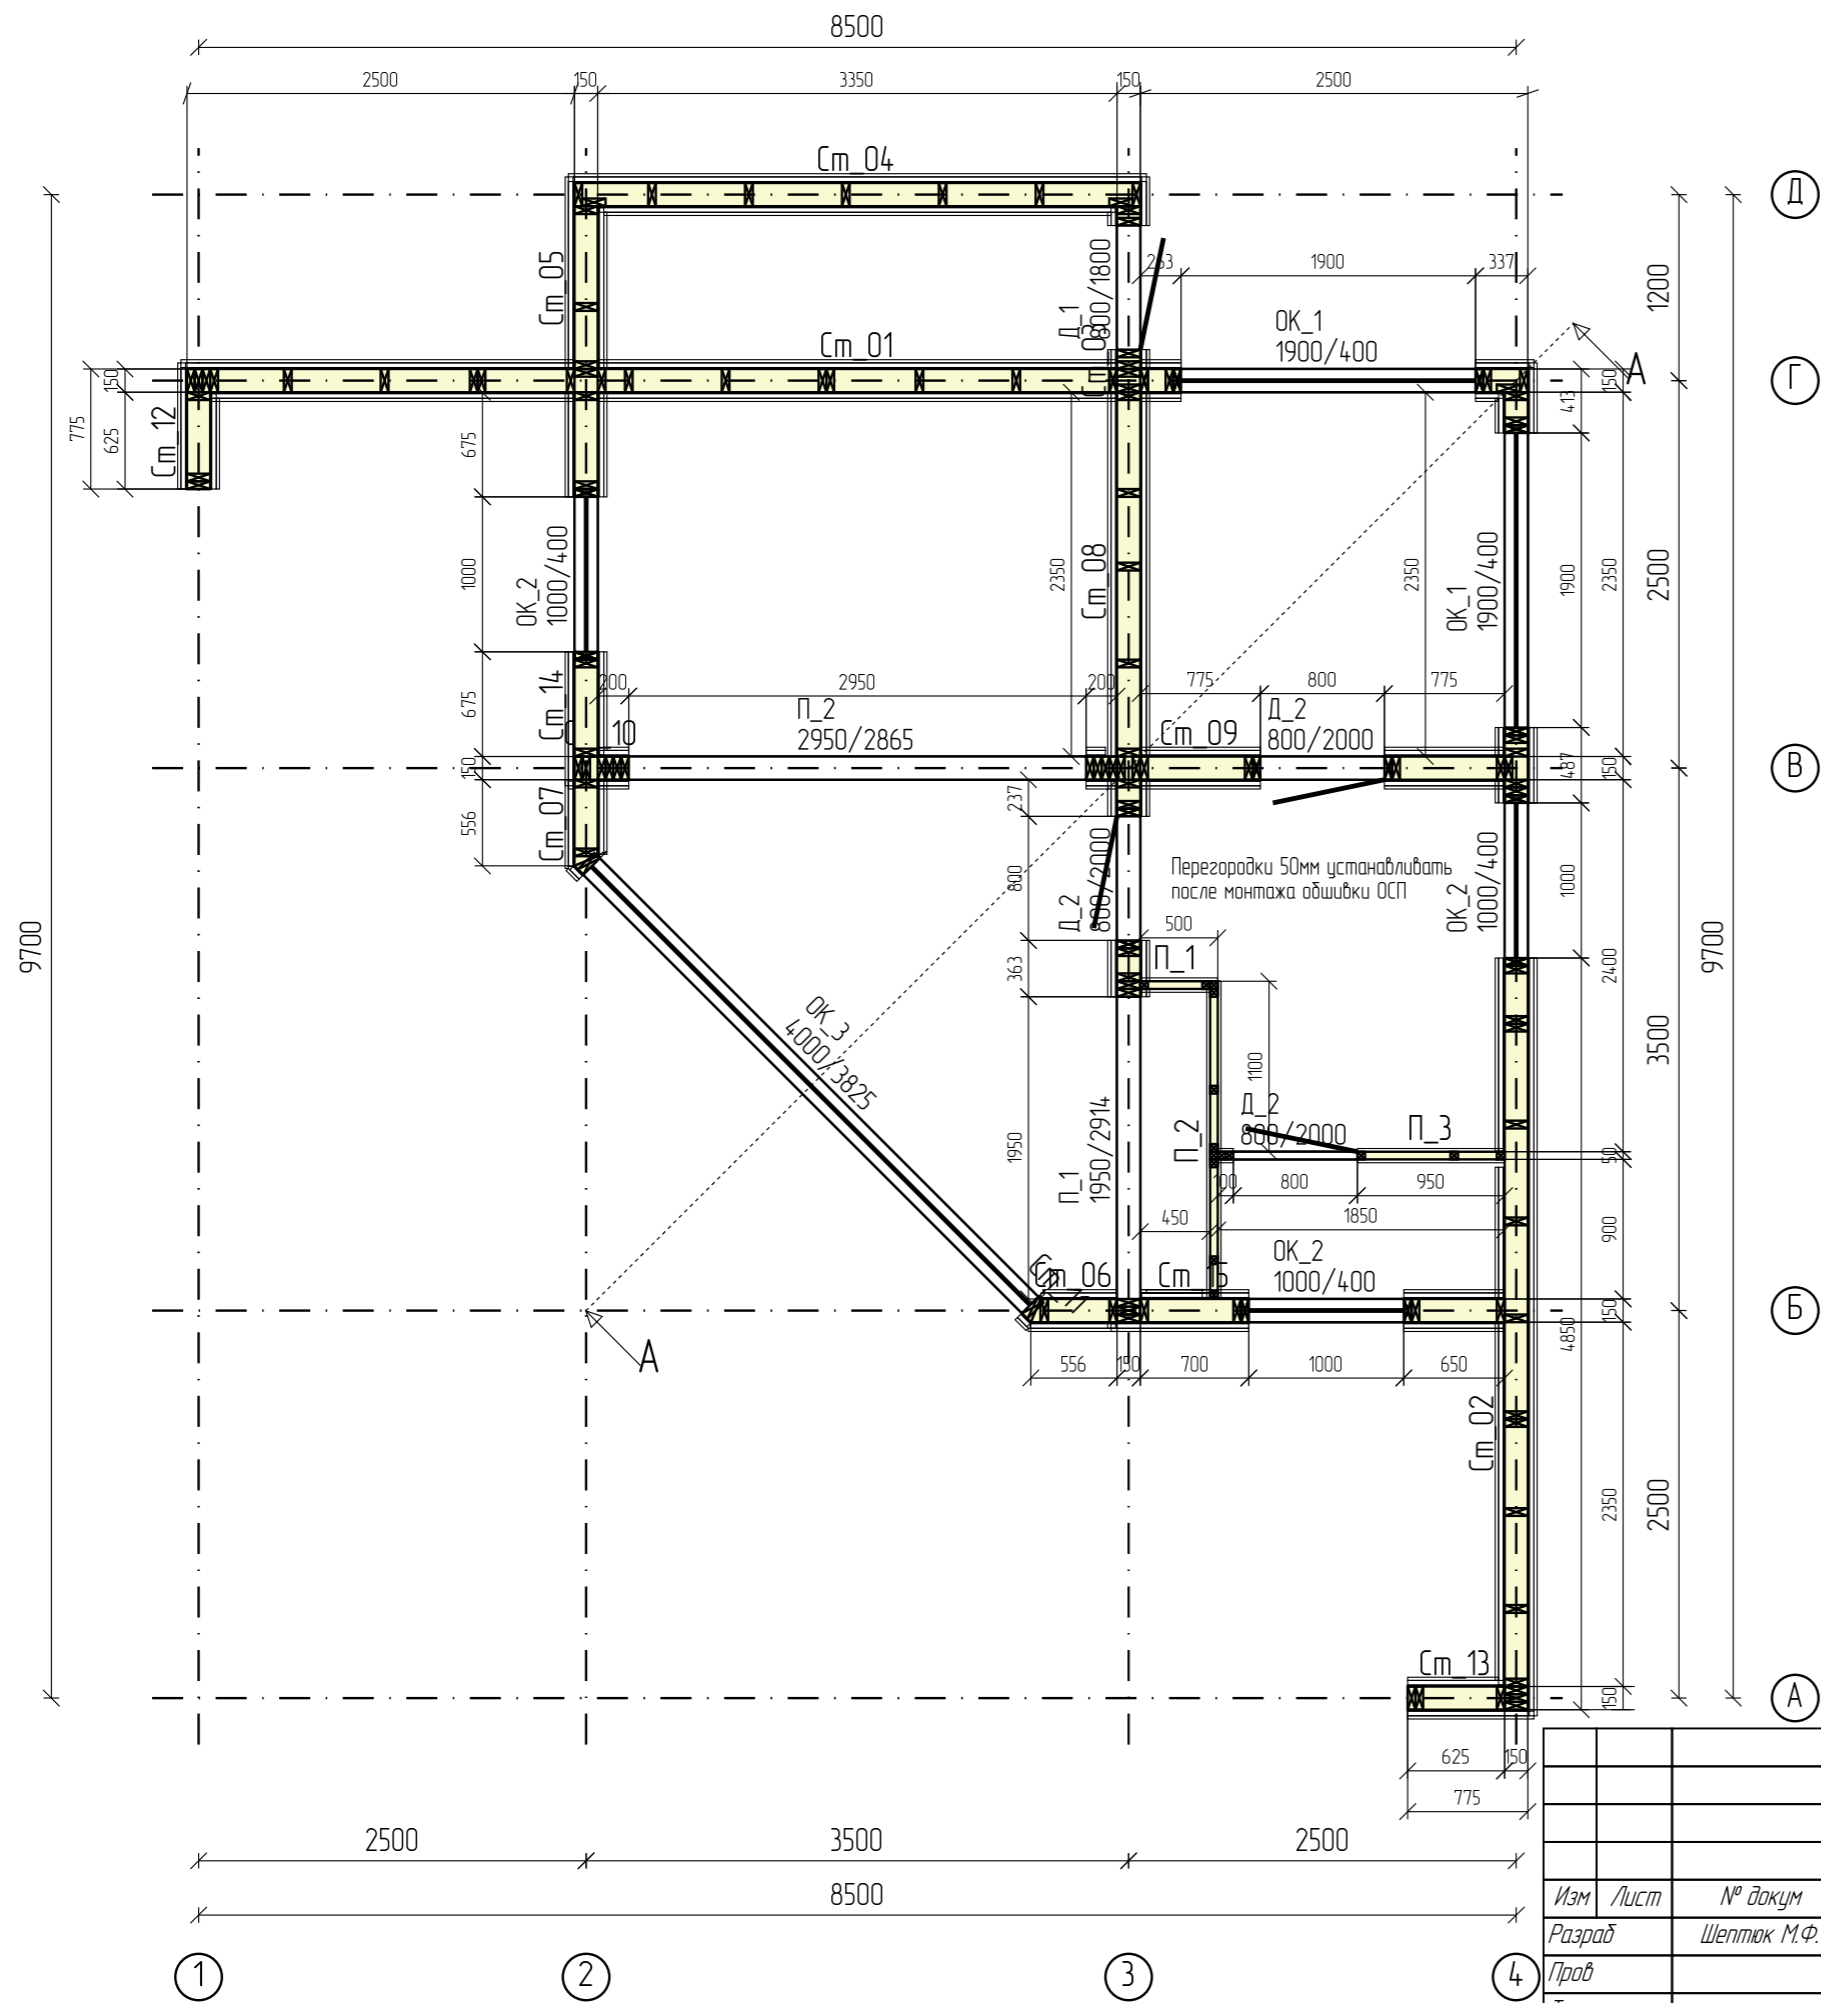 8500
2500
150
3350
150
2500
Ст_04
Д
Ст_05
Д_1
800/1800
263
1900
337
1200
ОК_1
1900/400
Ст_01
Ст_03
А
Г
775
150
625
Ст_12
675
413
150
1000
ОК_2
1000/400
2350
Ст_08
2350
ОК_1
1900/400
1900
2350
2500
675
Ст_14
200
2950
200
775
800
775
П_2
2950/2865
Ст_09
Д_2
800/2000
_10
150
487
150
В
556
Ст_07
237
800
Д_2
800/2000
Перегородки 50мм устанавливать
после монтажа обшивки ОСП
ОК_2
1000/400
1000
9700
9700
500
П_1
363
2400
ОК_3
4000/3825
1100
3500
1950
П_1
1950/2914
П_2
Д_2
800/2000
П_3
50
100
800
950
450
1850
900
ОК_2
1000/400
Ст_06
Ст_15
150
Б
4850
А
556
150
700
1000
650
Ст_02
2350
2500
Ст_13
150
А
625
150
775
2500
3500
2500
8500
Изм Лист № докум
Разраб Шептюк М.Ф.
Пров
1
2
3
4